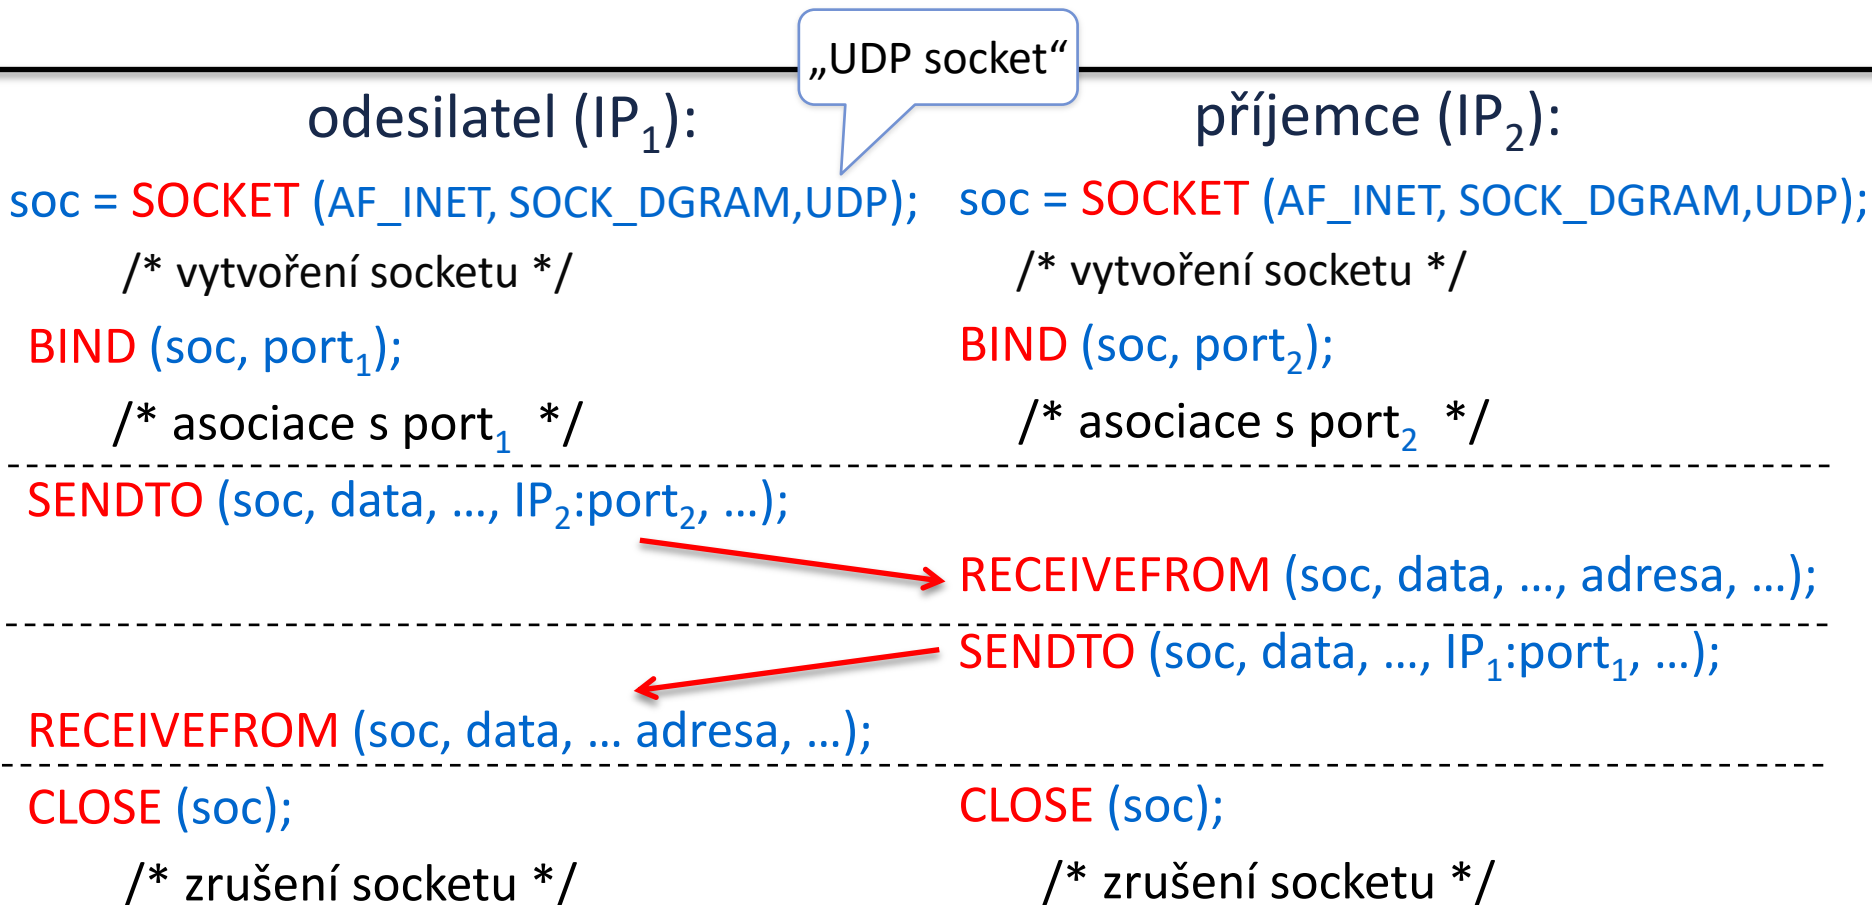 „UDP socket“
odesilatel (IP₁):
příjemce (IP₂):
soc = SOCKET (AF_INET, SOCK_DGRAM,UDP);
soc = SOCKET (AF_INET, SOCK_DGRAM,UDP);
/* vytvoření socketu */
/* vytvoření socketu */
BIND (soc, port₁);
BIND (soc, port₂);
/* asociace s port₁ */
/* asociace s port₂ */
SENDTO (soc, data, …, IP₂:port₂, …);
RECEIVEFROM (soc, data, …, adresa, …);
SENDTO (soc, data, …, IP₁:port₁, …);
RECEIVEFROM (soc, data, … adresa, …);
CLOSE (soc);
CLOSE (soc);
/* zrušení socketu */
/* zrušení socketu */